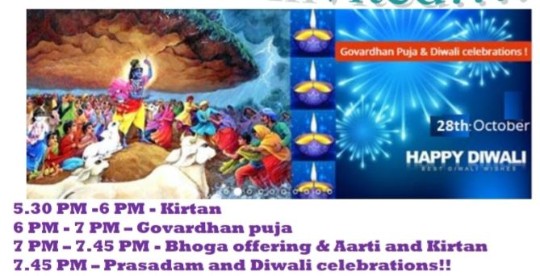 Govardhan Puja & Diwali celebrations !
28th October
HAPPY DIWALI
BEST DIWALI WISHES
5.30 PM -6 PM - Kirtan
6 PM - 7 PM – Govardhan puja
7 PM – 7.45 PM - Bhoga offering & Aarti and Kirtan
7.45 PM – Prasadam and Diwali celebrations!!